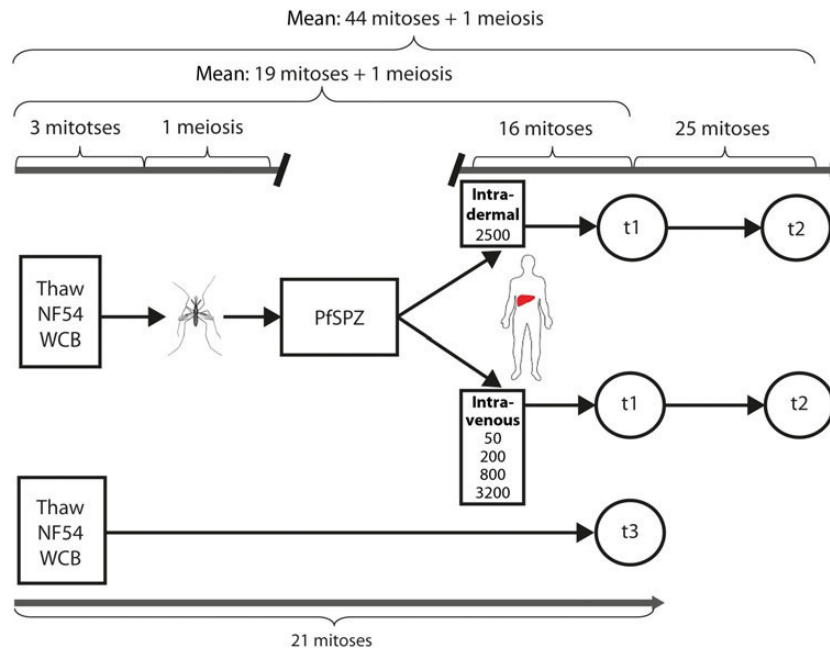 Mean: 44 mitoses + 1 meiosis
Mean: 19 mitoses + 1 meiosis
3 mitotses
1 meiosis
16 mitoses
25 mitoses
Intra-
dermal
2500
t1
t2
Thaw
NF54
WCB
PfSPZ
Intra-
venous
50
200
800
3200
t1
t2
Thaw
NF54
WCB
t3
21 mitoses